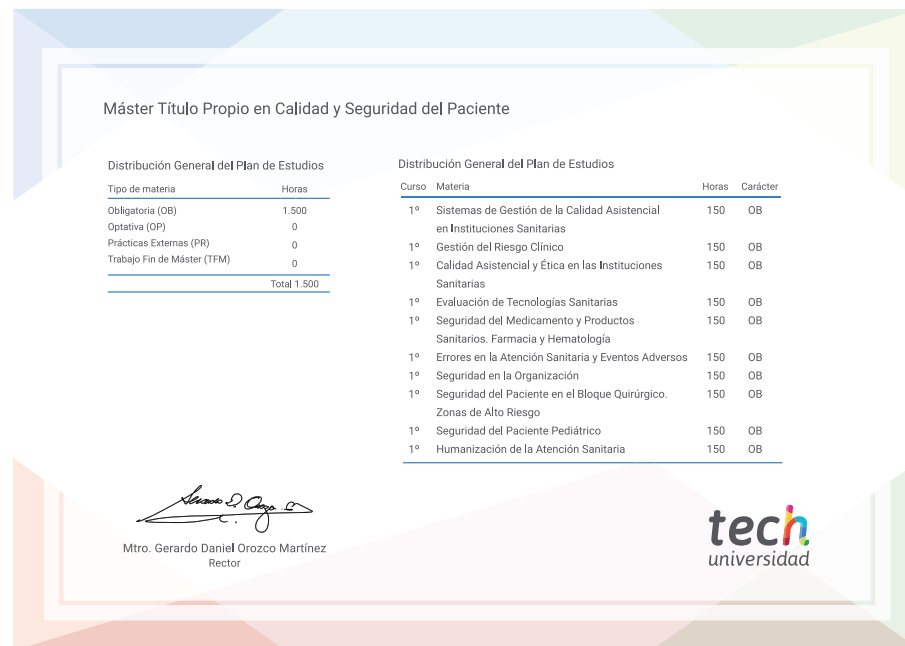 Máster Título Propio en Calidad y Seguridad del Paciente
Distribución General del Plan de Estudios
Tipo de materia Horas
Obligatoria (OB) 1.500
Optativa (OP) 0
Prácticas Externas (PR) 0
Trabajo Fin de Máster (TFM) 0
Total 1.500
Distribución General del Plan de Estudios
Curso Materia Horas Carácter
1º Sistemas de Gestión de la Calidad Asistencial 150 OB
en Instituciones Sanitarias
1º Gestión del Riesgo Clínico 150 OB
1º Calidad Asistencial y Ética en las Instituciones 150 OB
Sanitarias
1º Evaluación de Tecnologías Sanitarias 150 OB
1º Seguridad del Medicamento y Productos 150 OB
Sanitarios. Farmacia y Hematología
1º Errores en la Atención Sanitaria y Eventos Adversos 150 OB
1º Seguridad en la Organización 150 OB
1º Seguridad del Paciente en el Bloque Quirúrgico. 150 OB
Zonas de Alto Riesgo
1º Seguridad del Paciente Pediátrico 150 OB
1º Humanización de la Atención Sanitaria 150 OB
Mtro. Gerardo Daniel Orozco Martínez
Rector
tech
universidad